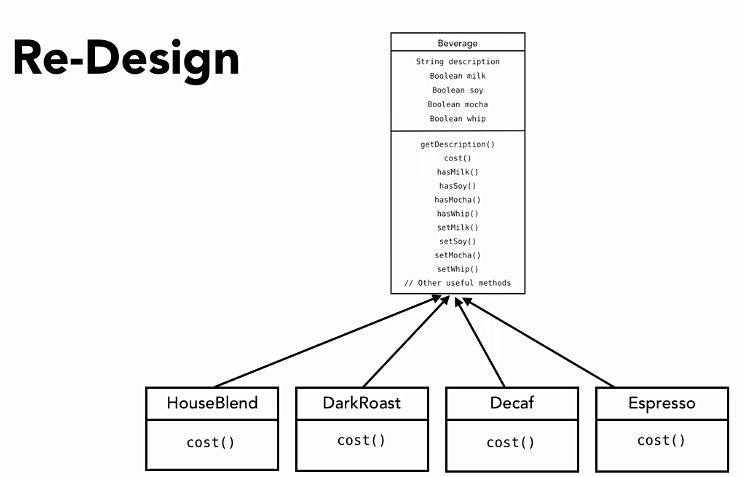 Re-Design
Beverage
String description
Boolean milk
Boolean soy
Boolean mocha
Boolean whip
getDescription()
cost()
hasMilk()
hasSoy()
hasMocha()
hasWhip()
setMilk()
setSoy()
setMocha()
setWhip()
// Other useful methods
HouseBlend
cost()
DarkRoast
cost()
Decaf
cost()
Espresso
cost()